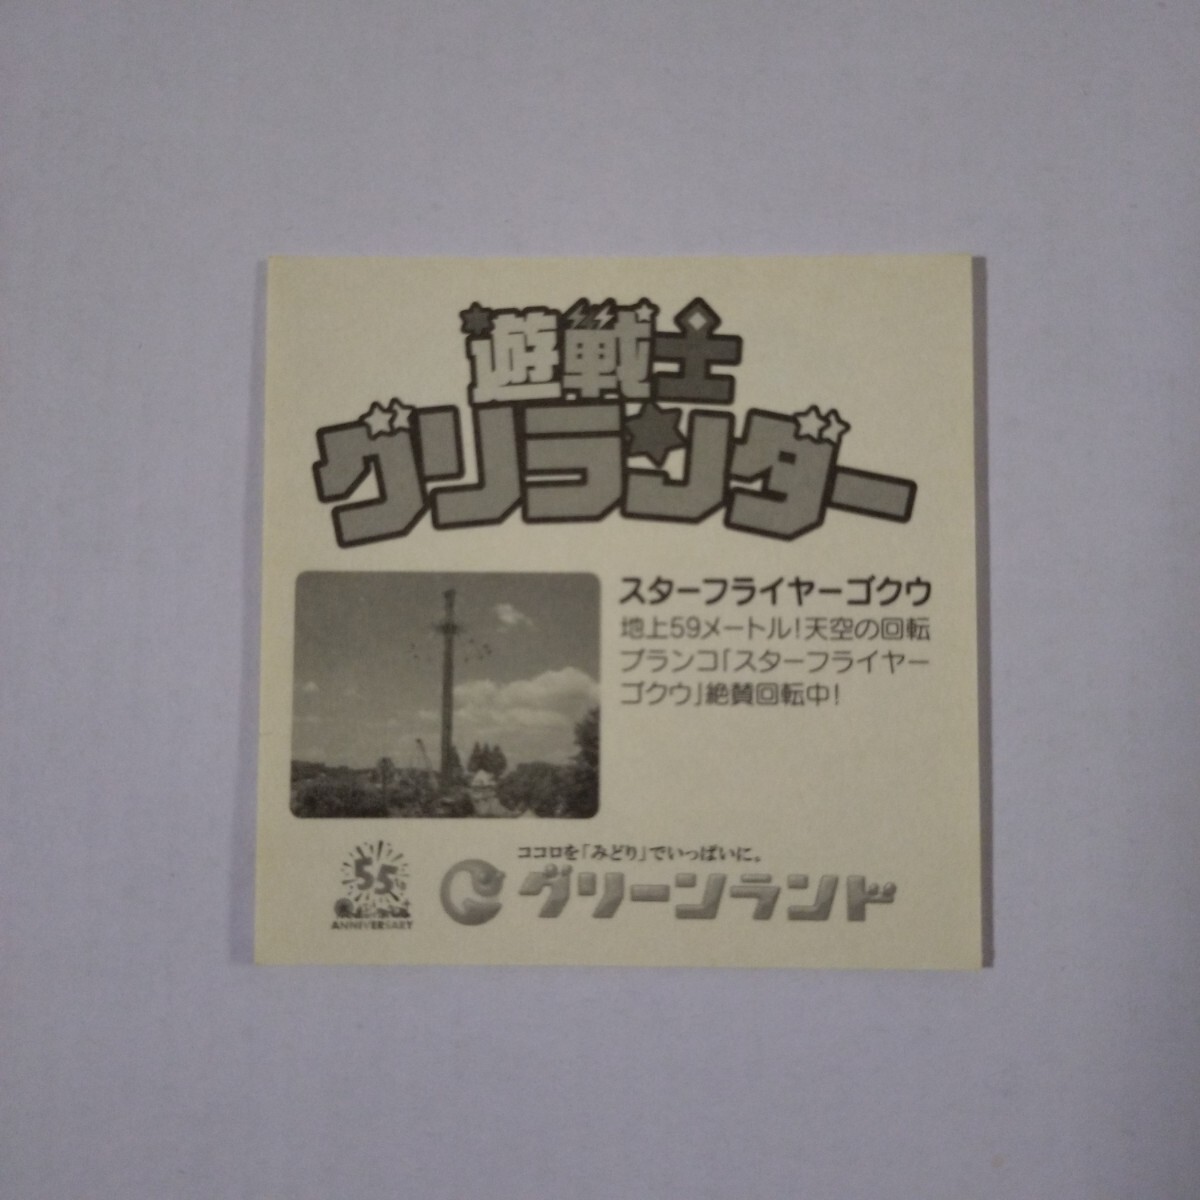 遊戦士
グリランダー
スターフライヤーゴクウ
地上59メートル!天空の回転
ブランコ「スターフライヤー
ゴクウ」絶賛回転中!
55
ANNIVERSARY
ココロを「みどり」でいっぱいに。
グリーンランド